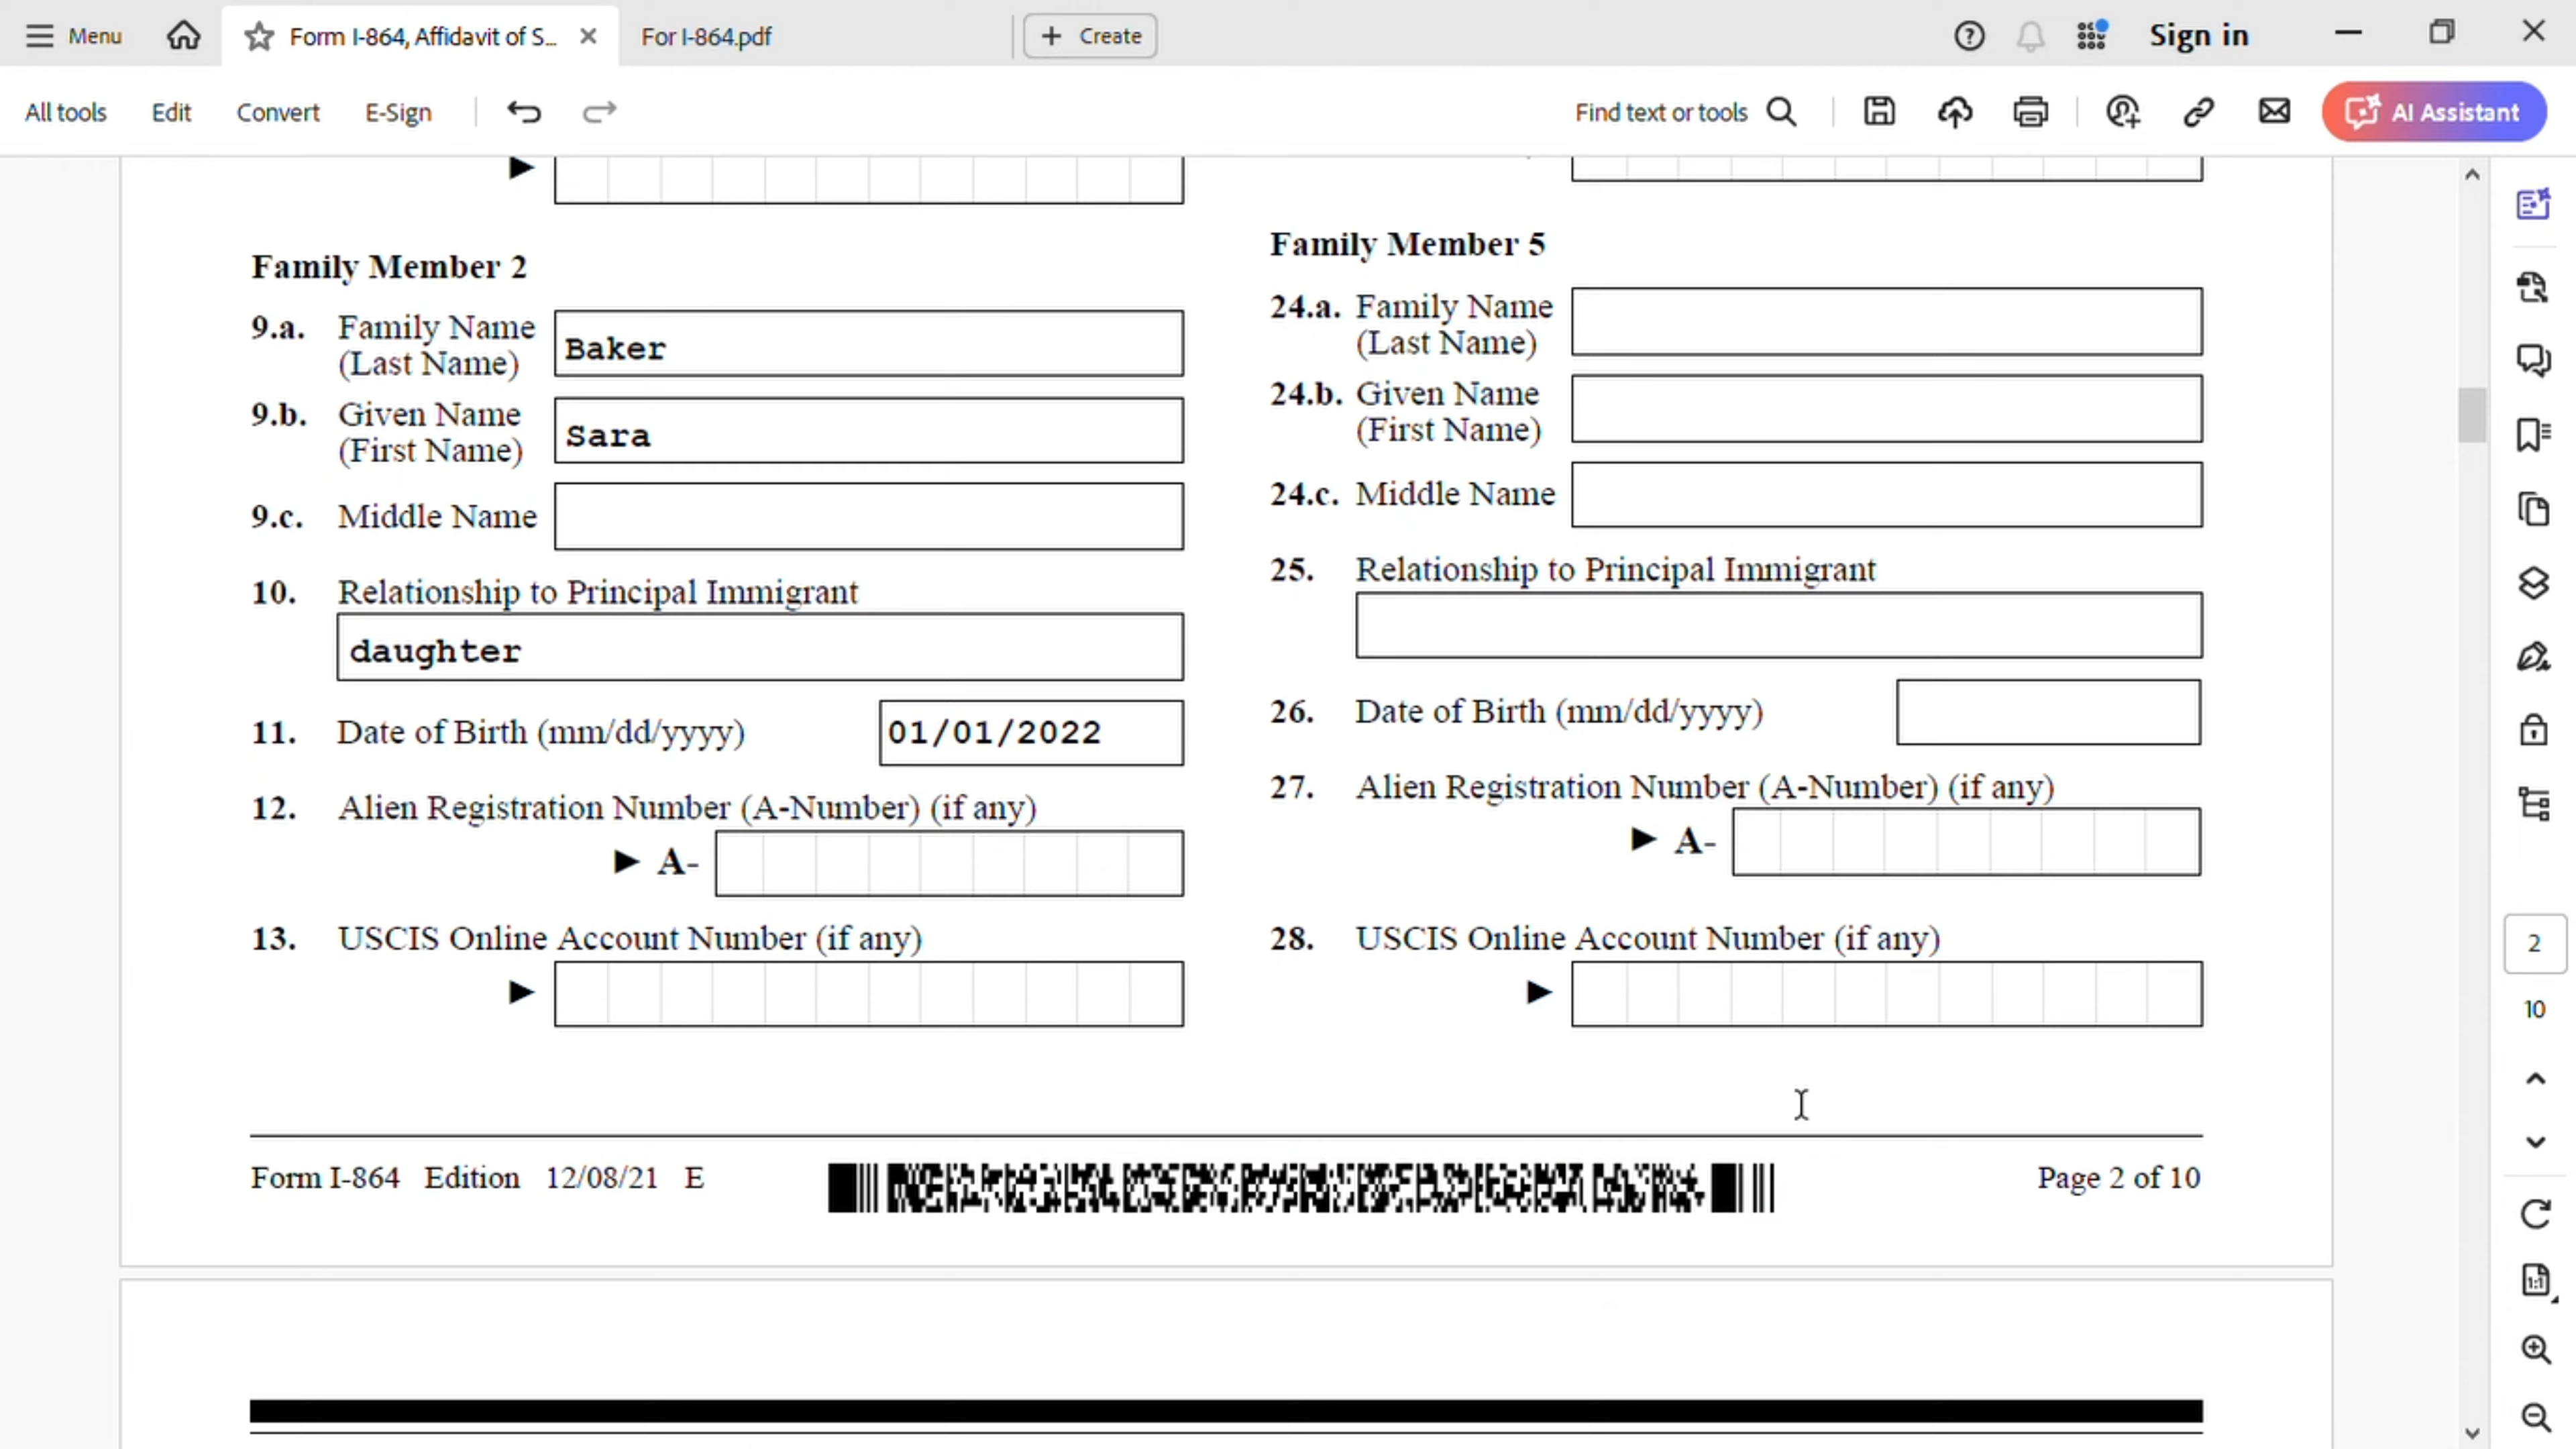 Menu
Form I-864, Affidavit of S...
For I-864.pdf
Create
Sign in
All tools
Edit
Convert
E-Sign
Find text or tools
AI Assistant
Family Member 2
9.a. Family Name
(Last Name)
Baker
9.b. Given Name
(First Name)
Sara
9.c. Middle Name
10. Relationship to Principal Immigrant
daughter
11. Date of Birth (mm/dd/yyyy)
01/01/2022
12. Alien Registration Number (A-Number) (if any)
► A-
13. USCIS Online Account Number (if any)
►
Family Member 5
24.a. Family Name
(Last Name)
24.b. Given Name
(First Name)
24.c. Middle Name
25. Relationship to Principal Immigrant
26. Date of Birth (mm/dd/yyyy)
27. Alien Registration Number (A-Number) (if any)
► A-
28. USCIS Online Account Number (if any)
►
Form I-864 Edition 12/08/21 E
Page 2 of 10
2
10